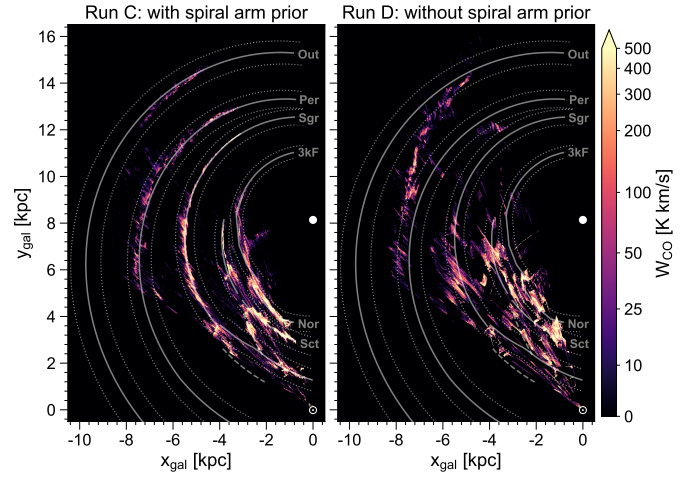 Run C: with spiral arm prior
Run D: without spiral arm prior
16
14
12
10
8
6
4
2
0
y_gal [kpc]
Out
Per
Sgr
3kF
Nor
Sct
Out
Per
Sgr
3kF
Nor
Sct
500
400
300
200
100
50
25
10
0
W_CO [K km/s]
-10 -8 -6 -4 -2 0
-10 -8 -6 -4 -2 0
x_gal [kpc]
x_gal [kpc]